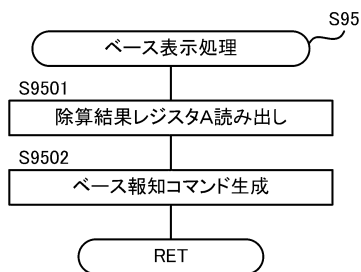 S95
ベース表示処理
S9501
除算結果レジスタA読み出し
S9502
ベース報知コマンド生成
RET